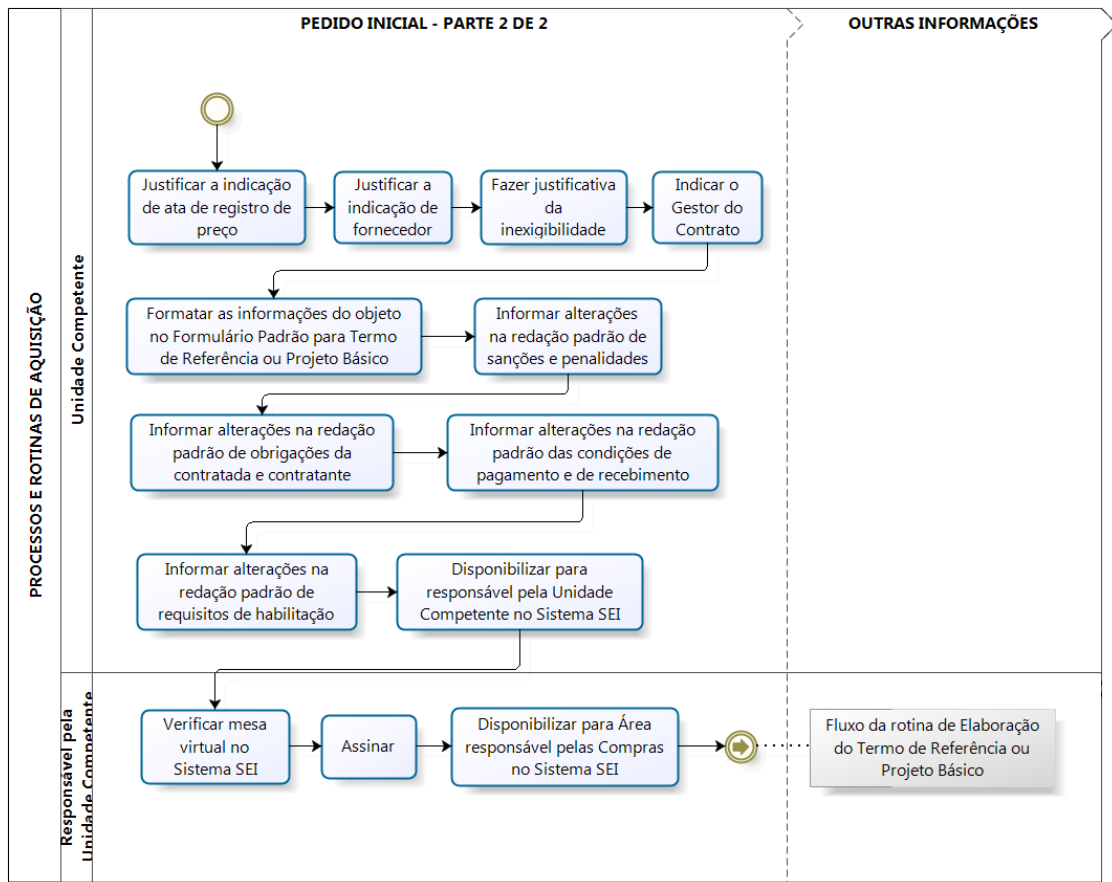 PEDIDO INICIAL - PARTE 2 DE 2
OUTRAS INFORMAÇÕES
PROCESSOS E ROTINAS DE AQUISIÇÃO
Unidade Competente
Justificar a indicação
de ata de registro de
preço
Justificar a
indicação de
fornecedor
Fazer justificativa
da
inexigibilidade
Indicar o
Gestor do
Contrato
Formatar as informações do objeto
no Formulário Padrão para Termo
de Referência ou Projeto Básico
Informar alterações
na redação padrão de
sanções e penalidades
Informar alterações na redação
padrão de obrigações da
contratada e contratante
Informar alterações na redação
padrão das condições de
pagamento e de recebimento
Informar alterações na
redação padrão de
requisitos de habilitação
Disponibilizar para
responsável pela Unidade
Competente no Sistema SEI
Responsável pela
Unidade Competente
Verificar mesa
virtual no
Sistema SEI
Assinar
Disponibilizar para Área
responsável pelas Compras
no Sistema SEI
Fluxo da rotina de Elaboração
do Termo de Referência ou
Projeto Básico